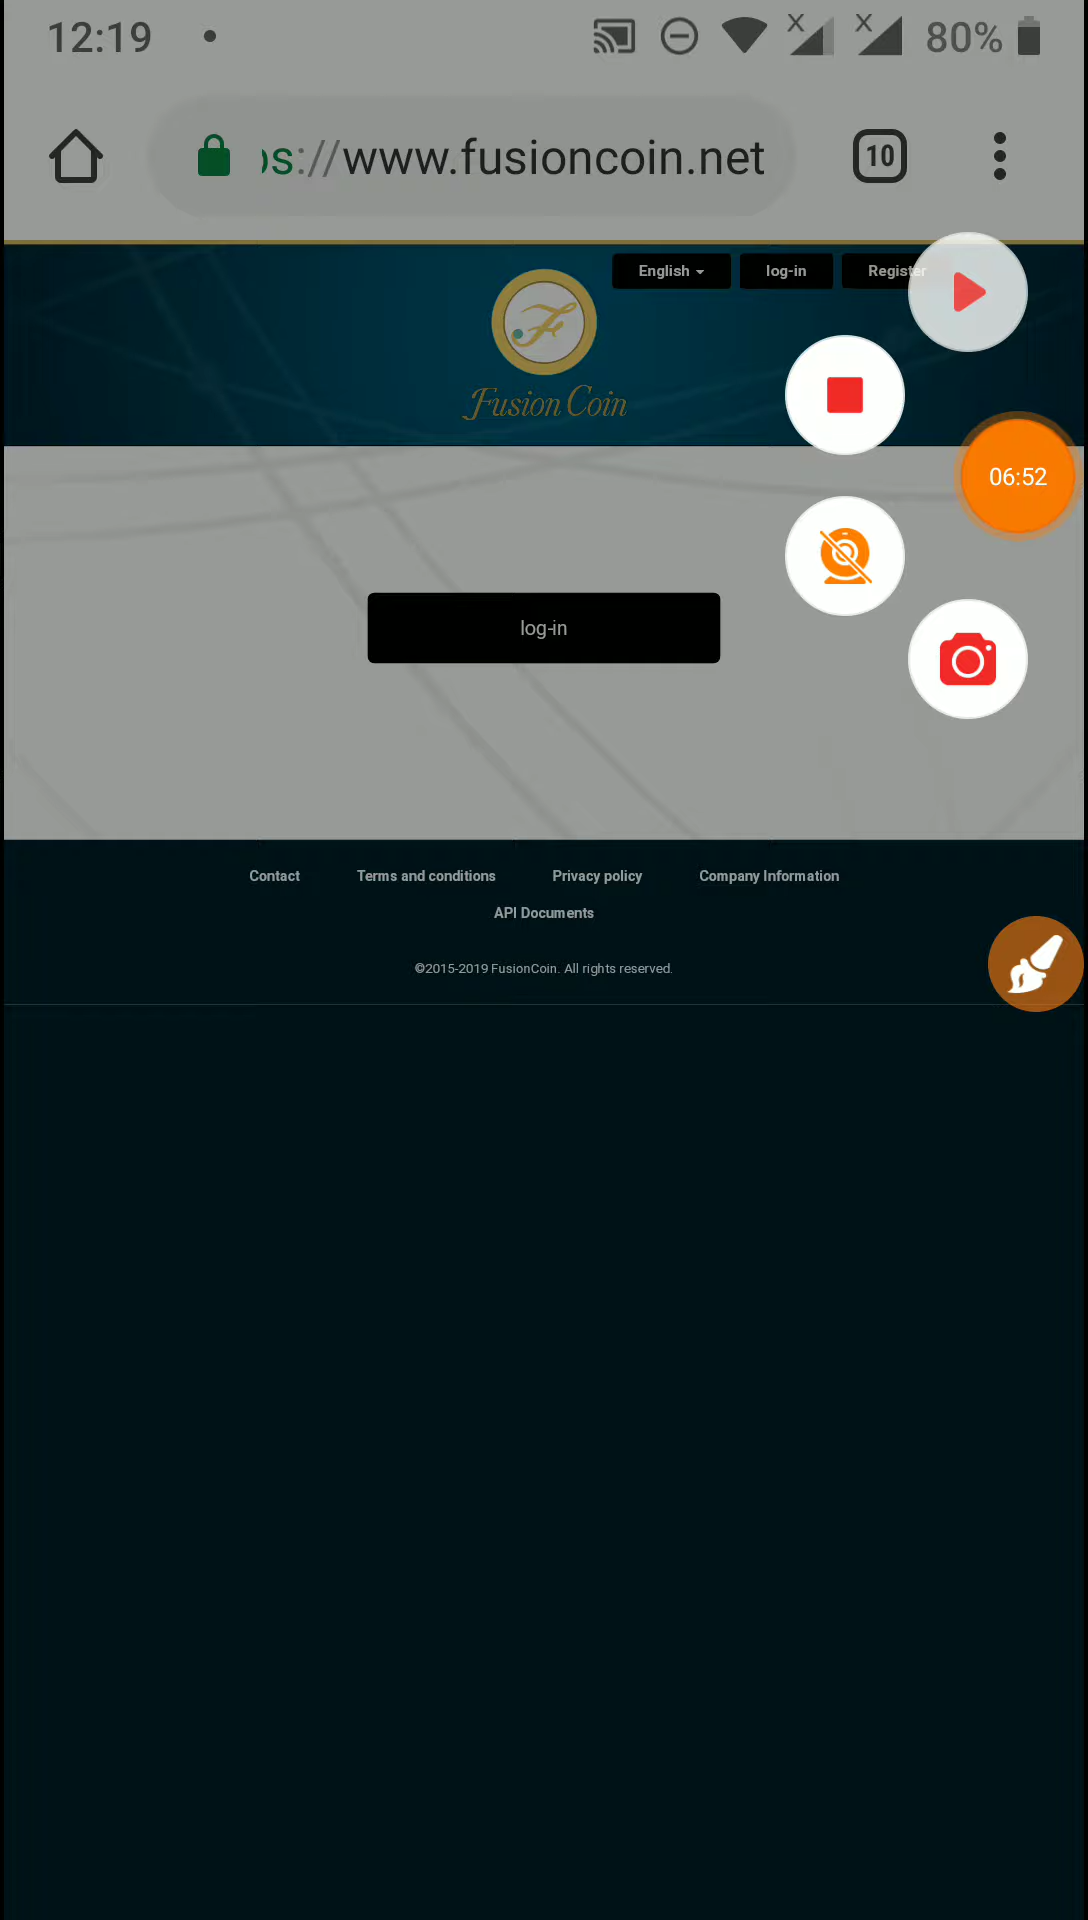 12:19 80%
ps://www.fusioncoin.net 10
English log-in Register
Fusion Coin
06:52
log-in
Contact Terms and conditions Privacy policy Company Information
API Documents
©2015-2019 FusionCoin. All rights reserved.